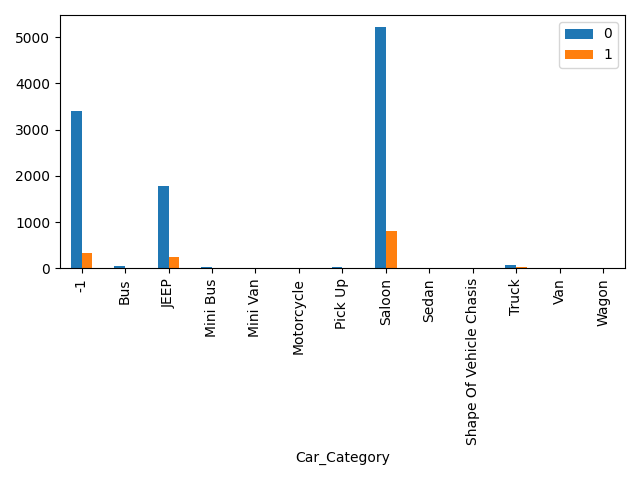 5000
4000
3000
2000
1000
0
0
1
-1
Bus
JEEP
Mini Bus
Mini Van
Motorcycle
Pick Up
Saloon
Sedan
Shape Of Vehicle Chasis
Truck
Van
Wagon
Car_Category